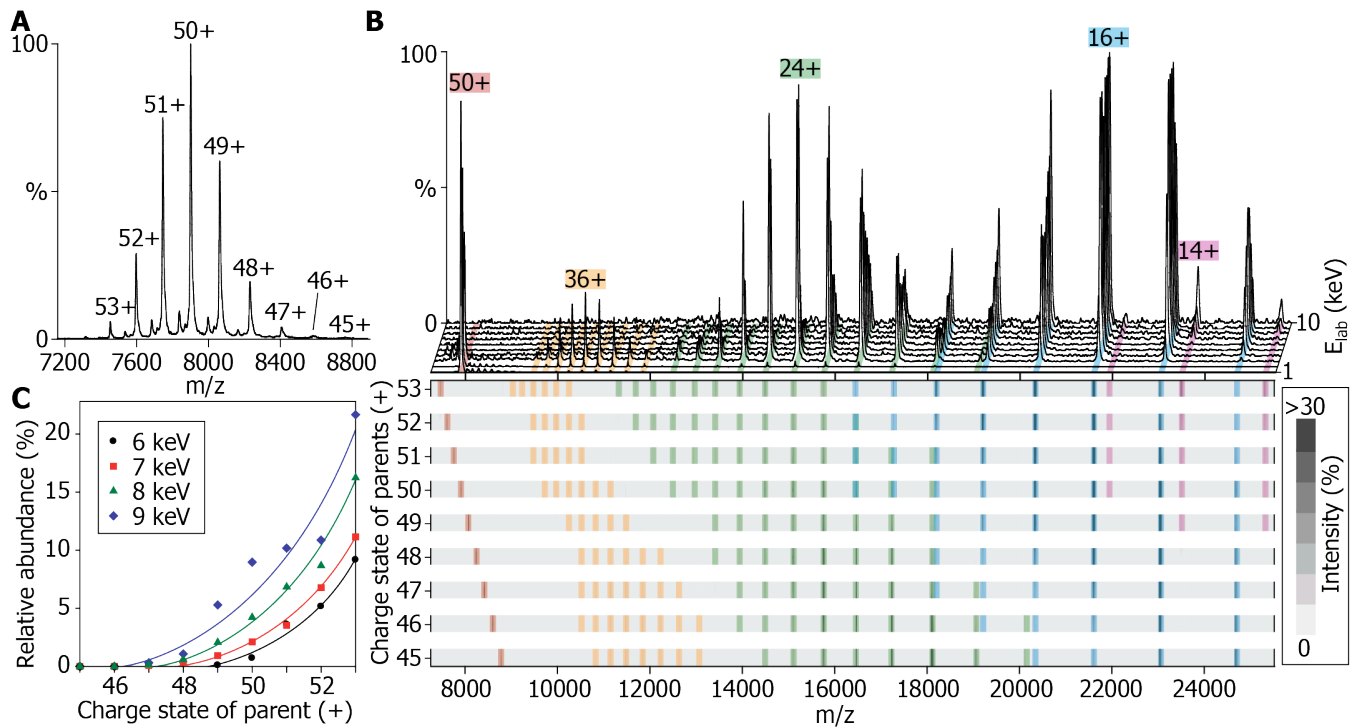 A
100
%
0
53+
52+
51+
50+
49+
48+
47+
46+
45+
7200 7600 8000 8400 8800
m/z
B
100
%
0
50+
36+
24+
16+
14+
10
1
E_lab (keV)
C
Relative abundance (%)
20
15
10
5
0
6 keV
7 keV
8 keV
9 keV
46 48 50 52
Charge state of parent (+)
Charge state of parents (+)
53
52
51
50
49
48
47
46
45
8000 10000 12000 14000 16000 18000 20000 22000 24000
m/z
>30
Intensity (%)
0